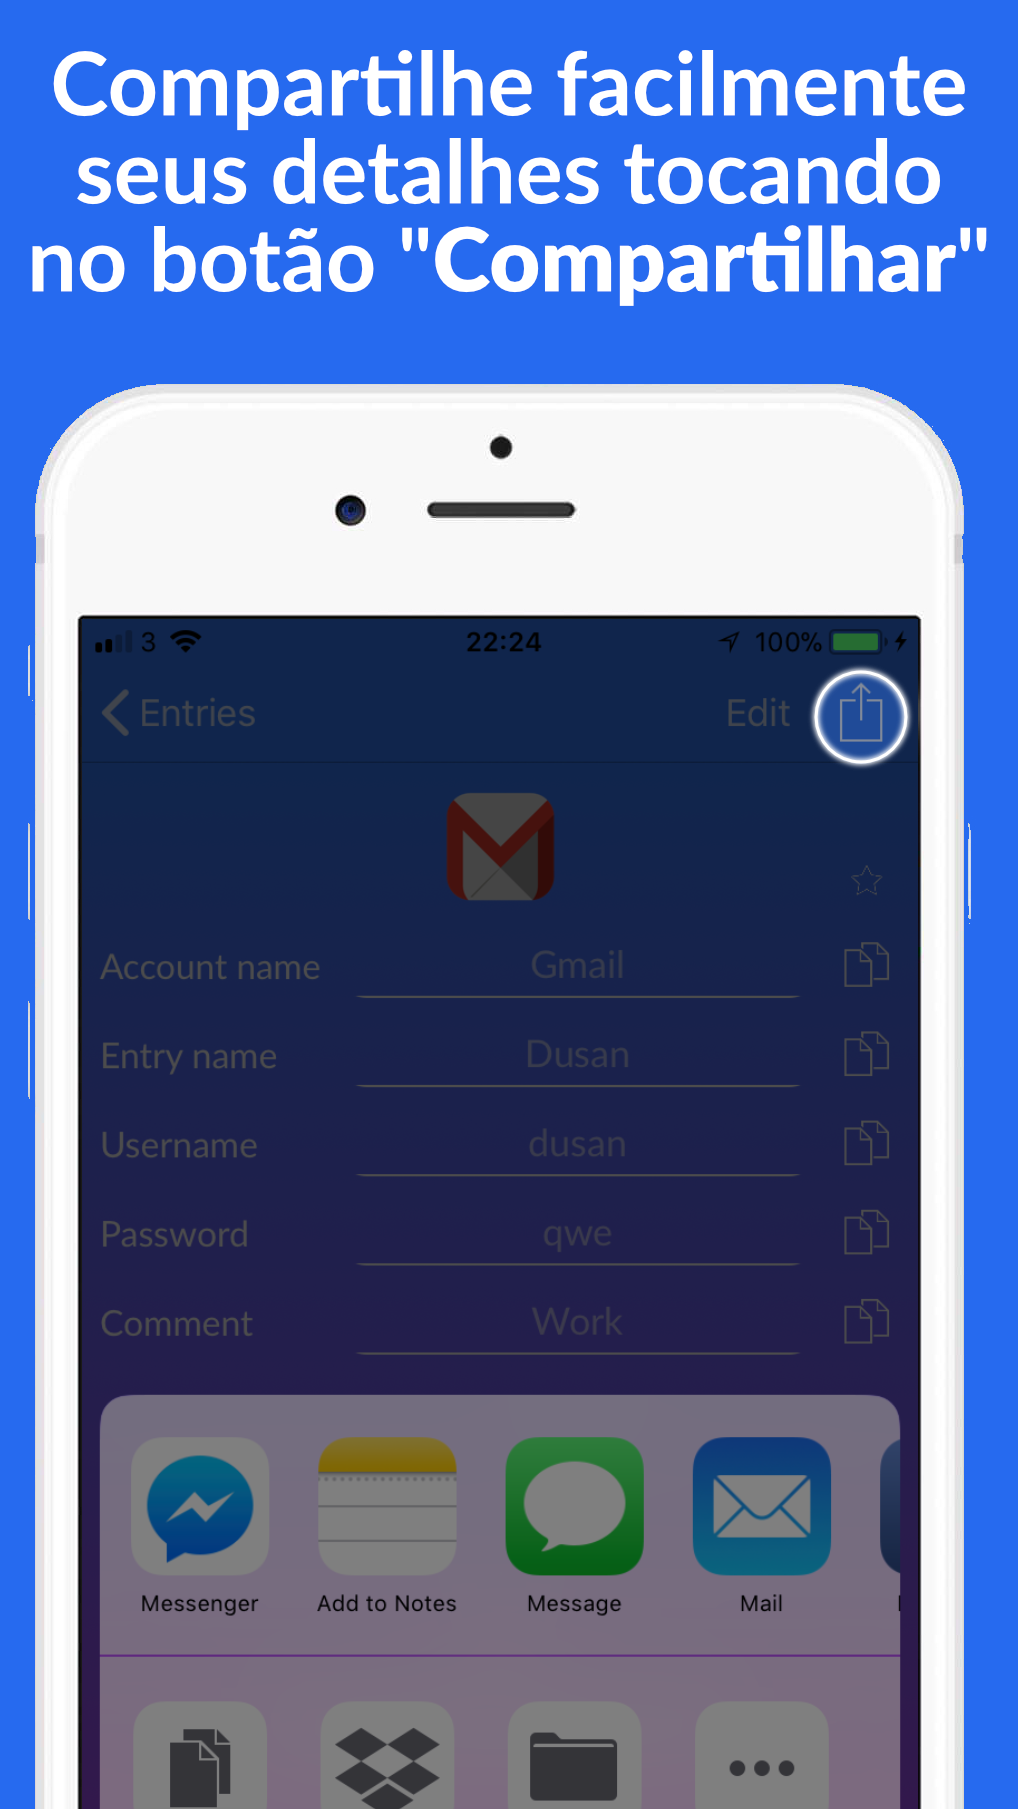 Compartilhe facilmente
seus detalhes tocando
no botão "Compartilhar"
3 22:24 100%
Entries Edit
Account name Gmail
Entry name Dusan
Username dusan
Password qwe
Comment Work
Messenger Add to Notes Message Mail